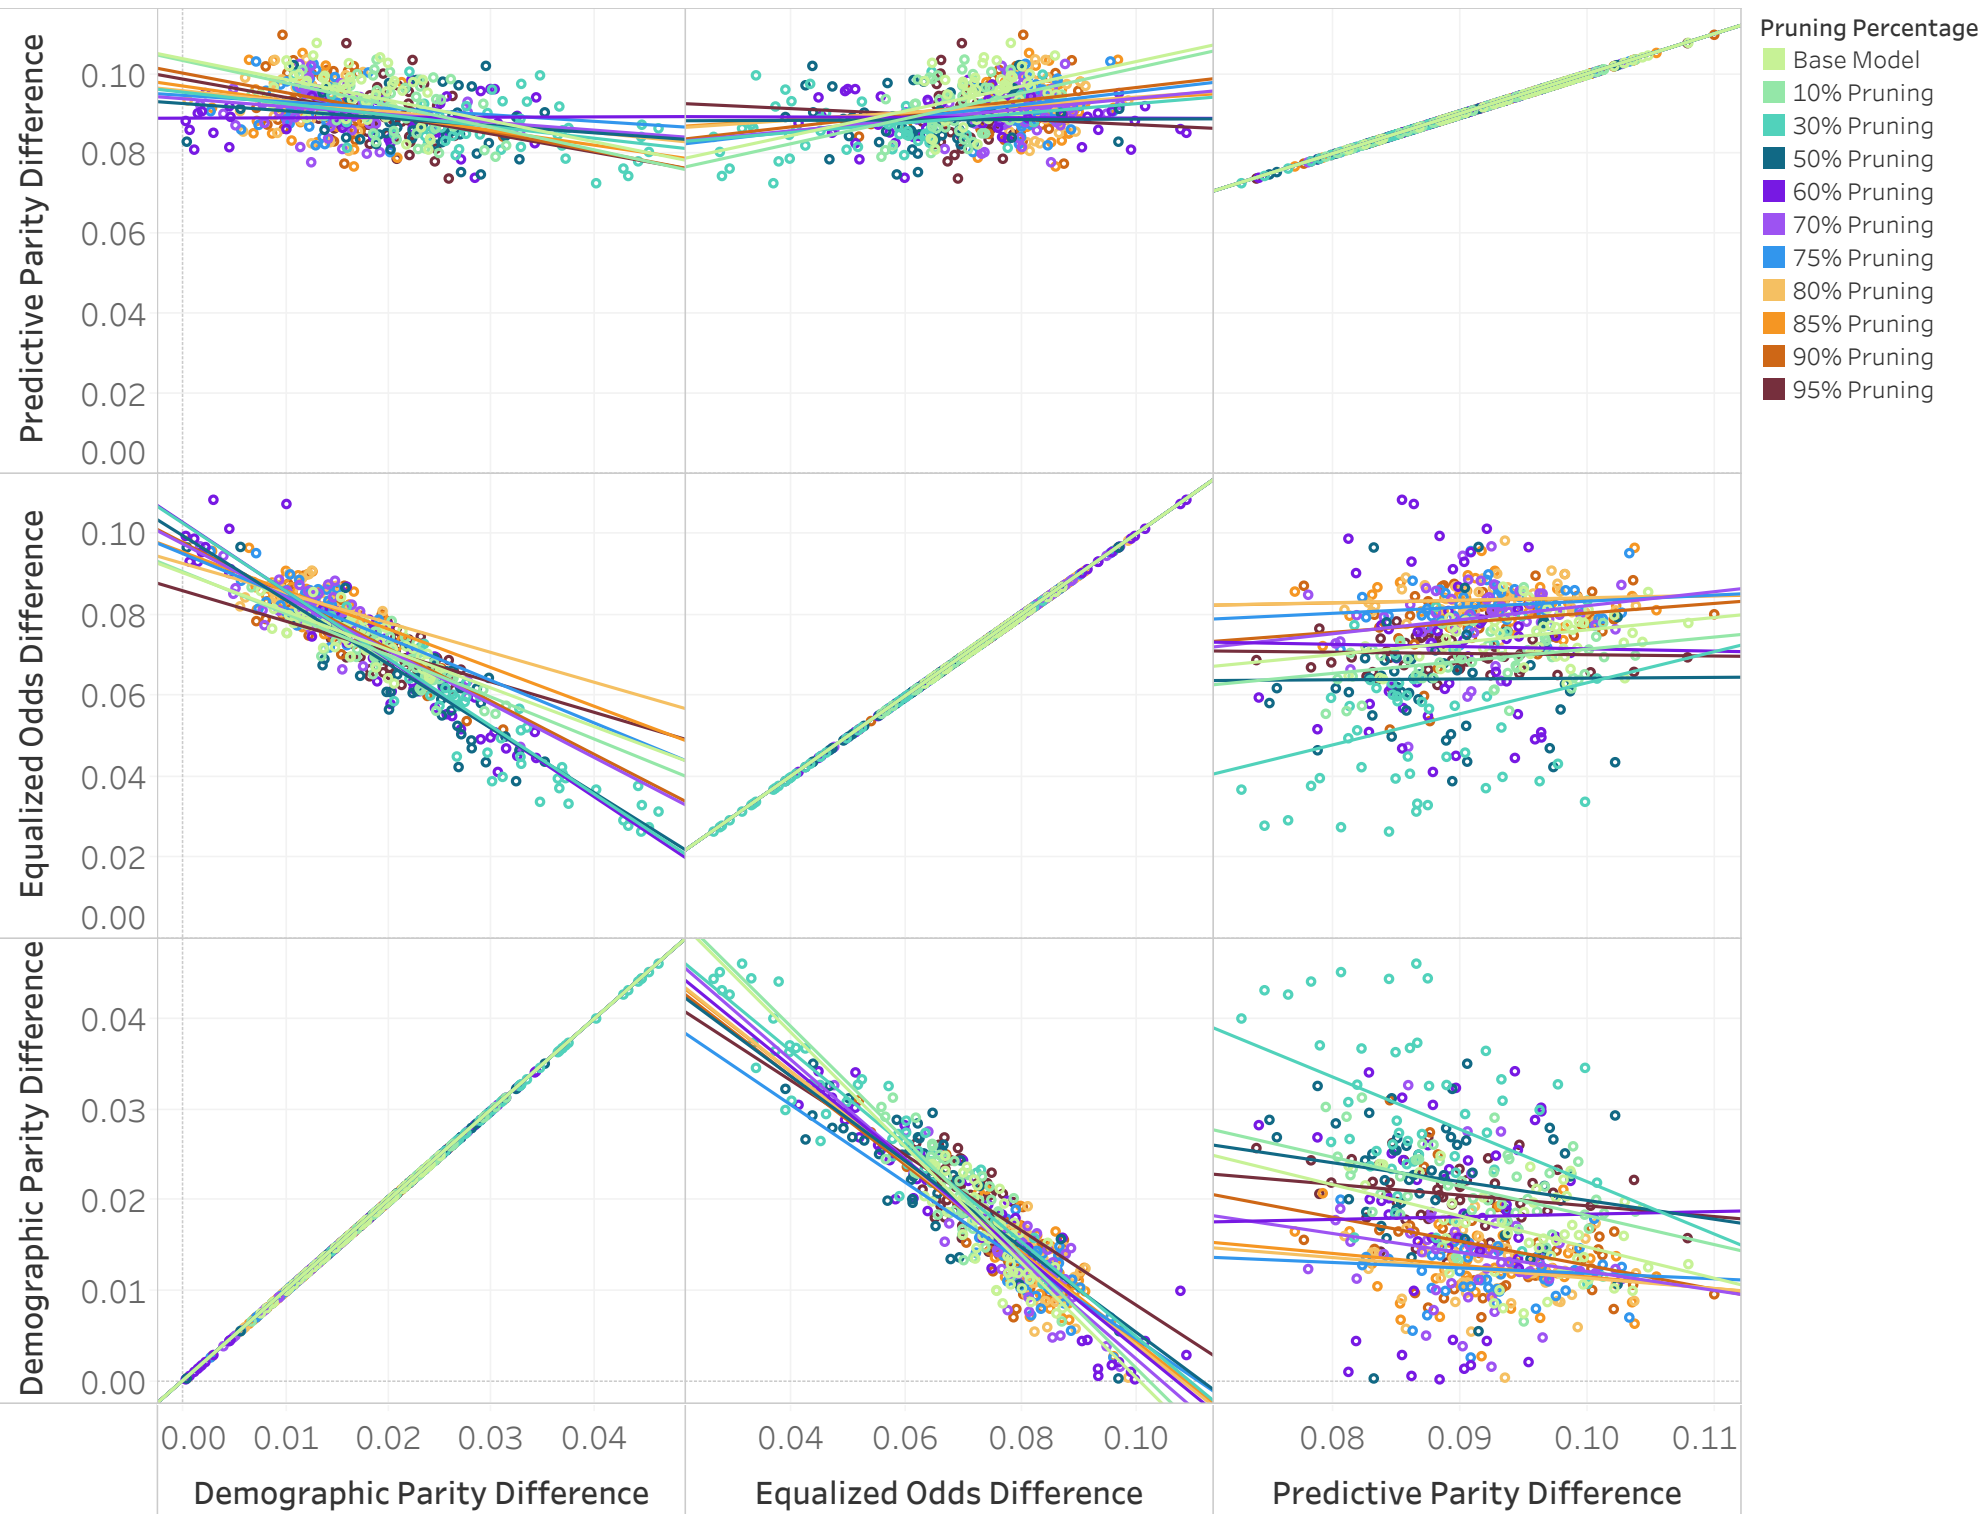 Pruning Percentage
Base Model
10% Pruning
30% Pruning
50% Pruning
60% Pruning
70% Pruning
75% Pruning
80% Pruning
85% Pruning
90% Pruning
95% Pruning
Predictive Parity Difference
0.10
0.08
0.06
0.04
0.02
0.00
Equalized Odds Difference
0.10
0.08
0.06
0.04
0.02
0.00
Demographic Parity Difference
0.04
0.03
0.02
0.01
0.00
0.00 0.01 0.02 0.03 0.04
0.04 0.06 0.08 0.10
0.08 0.09 0.10 0.11
Demographic Parity Difference
Equalized Odds Difference
Predictive Parity Difference